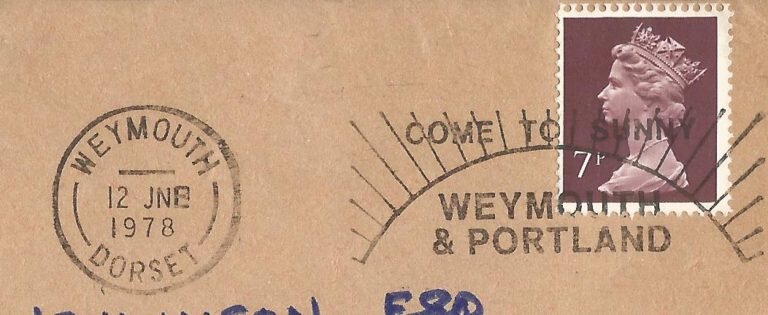 WEYMOUTH
12 JNE
1978
DORSET
COME TO SUNNY
WEYMOUTH
& PORTLAND
7P